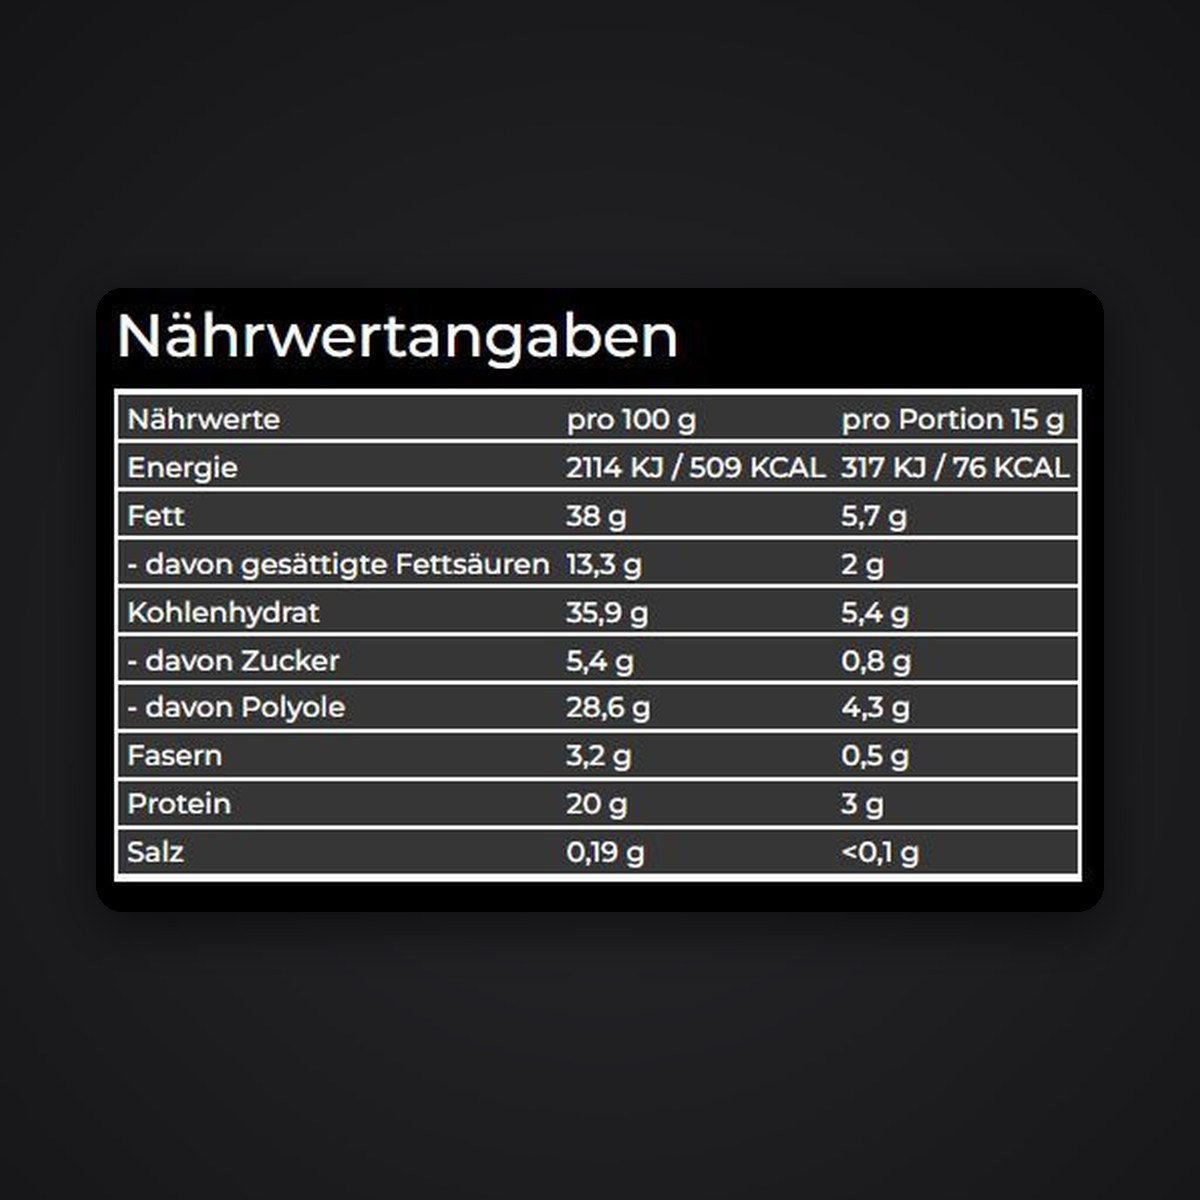 Nährwertangaben
Nährwerte pro 100 g pro Portion 15 g
Energie 2114 KJ / 509 KCAL 317 KJ / 76 KCAL
Fett 38 g 5,7 g
- davon gesättigte Fettsäuren 13,3 g 2 g
Kohlenhydrat 35,9 g 5,4 g
- davon Zucker 5,4 g 0,8 g
- davon Polyole 28,6 g 4,3 g
Fasern 3,2 g 0,5 g
Protein 20 g 3 g
Salz 0,19 g <0,1 g